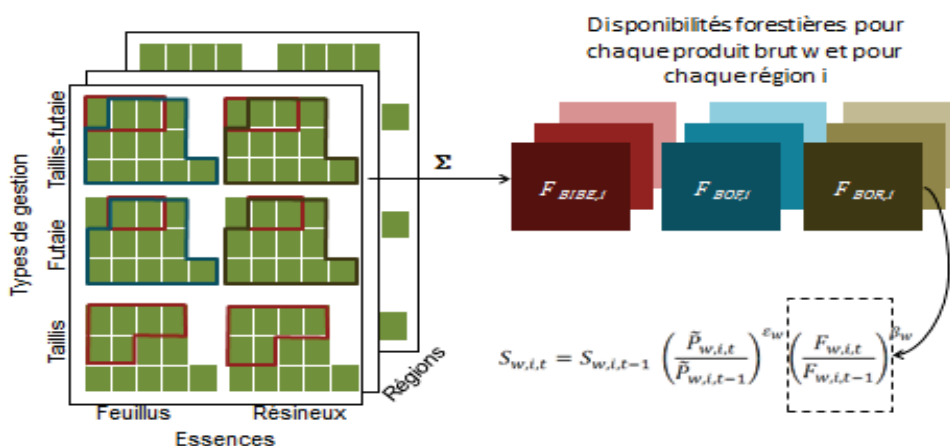 Disponibilités forestières pour
chaque produit brut w et pour
chaque région i
Types de gestion
Taillis-futaie
Futaie
Taillis
Feuillus
Résineux
Essences
Régions
Σ
F BIBE,i
F BOF,i
F BOR,i
S_{w,i,t} = S_{w,i,t-1} (P̃_{w,i,t} / P̃_{w,i,t-1})^{ε_w} (F_{w,i,t} / F_{w,i,t-1})^{β_w}